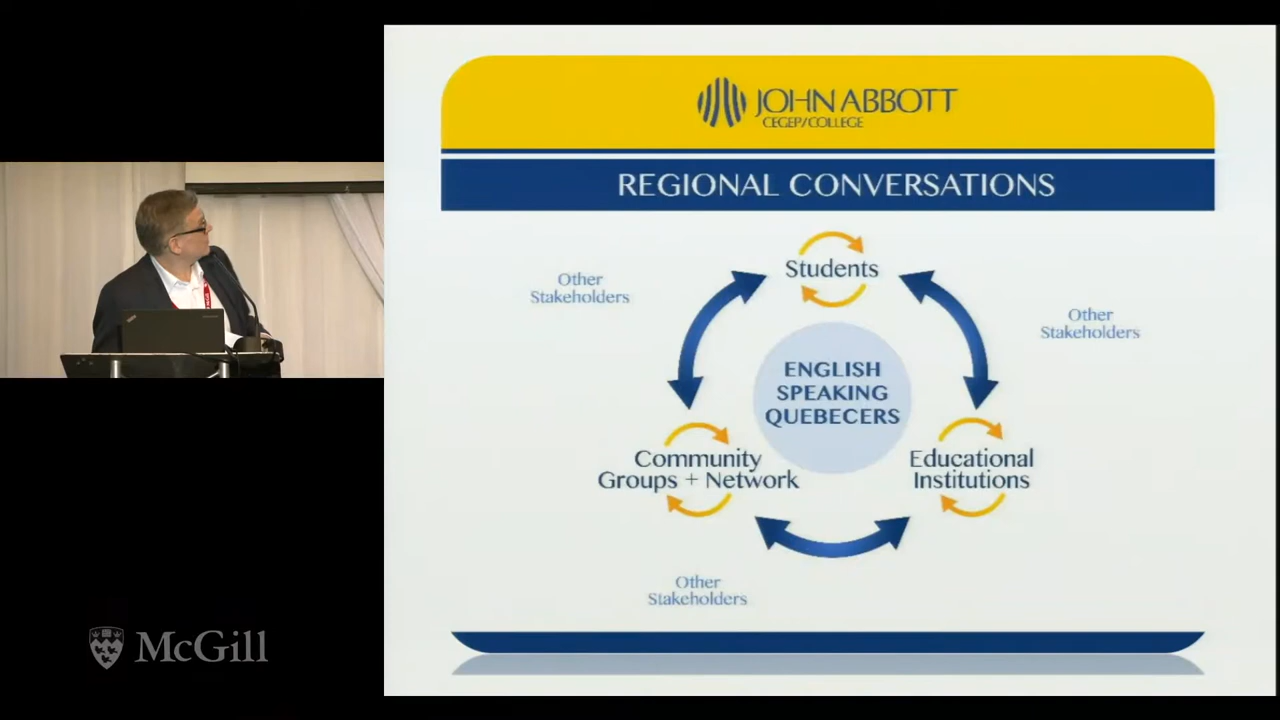 JOHN ABBOTT
CEGEP/COLLEGE
REGIONAL CONVERSATIONS
Students
Other
Stakeholders
Other
Stakeholders
ENGLISH
SPEAKING
QUEBECERS
Community
Groups + Network
Educational
Institutions
Other
Stakeholders
McGill